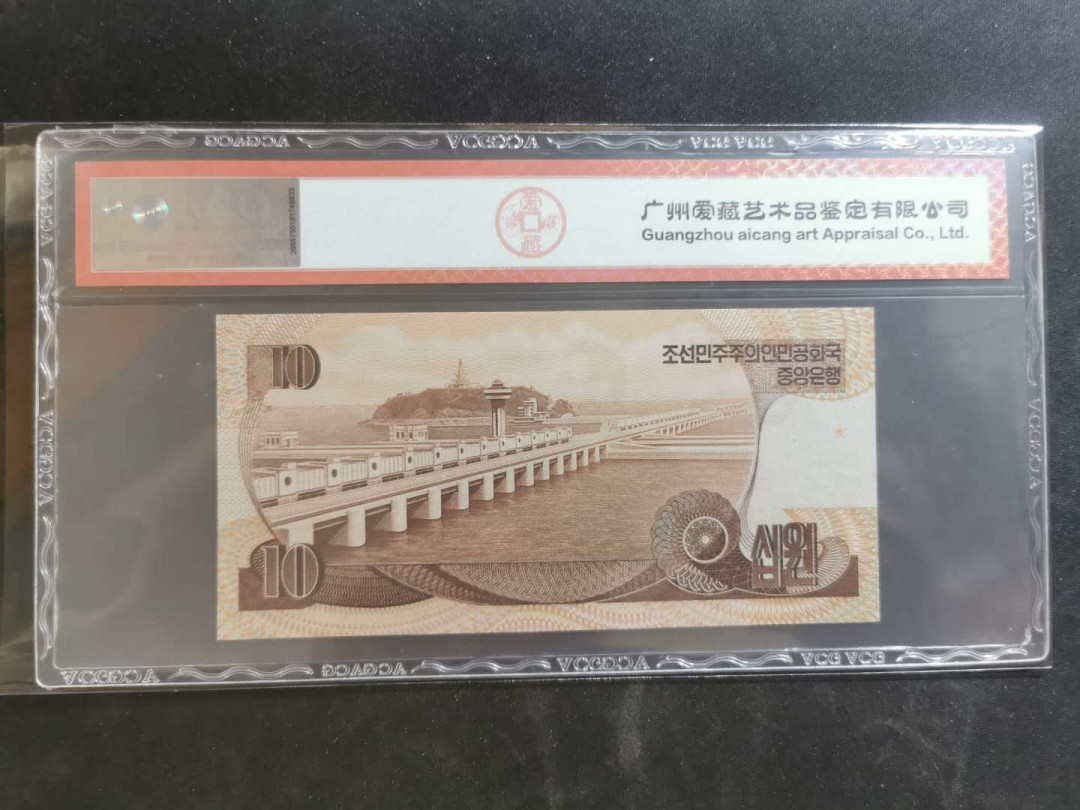 爱
藏
广州爱藏艺术品鉴定有限公司
Guangzhou aicang art Appraisal Co., Ltd.
10
조선민주주의인민공화국
중앙은행
10
십원